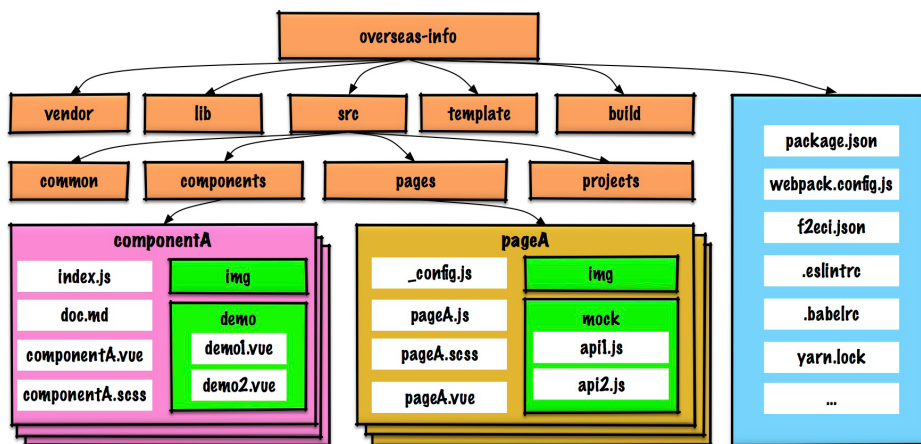 overseas-info
vendor
lib
src
template
build
common
components
pages
projects
componentA
index.js
doc.md
componentA.vue
componentA.scss
img
demo
demo1.vue
demo2.vue
pageA
_config.js
pageA.js
pageA.scss
pageA.vue
img
mock
api1.js
api2.js
package.json
webpack.config.js
f2eci.json
.eslintrc
.babelrc
yarn.lock
...